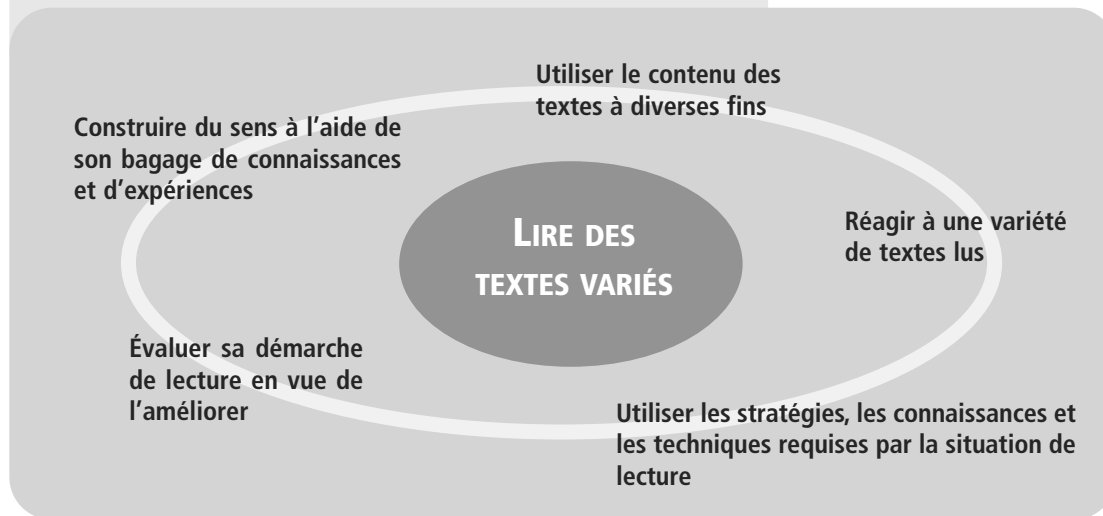 Utiliser le contenu des
textes à diverses fins
Construire du sens à l’aide de
son bagage de connaissances
et d’expériences
LIRE DES
TEXTES VARIÉS
Réagir à une variété
de textes lus
Évaluer sa démarche
de lecture en vue de
l’améliorer
Utiliser les stratégies, les connaissances et
les techniques requises par la situation de
lecture